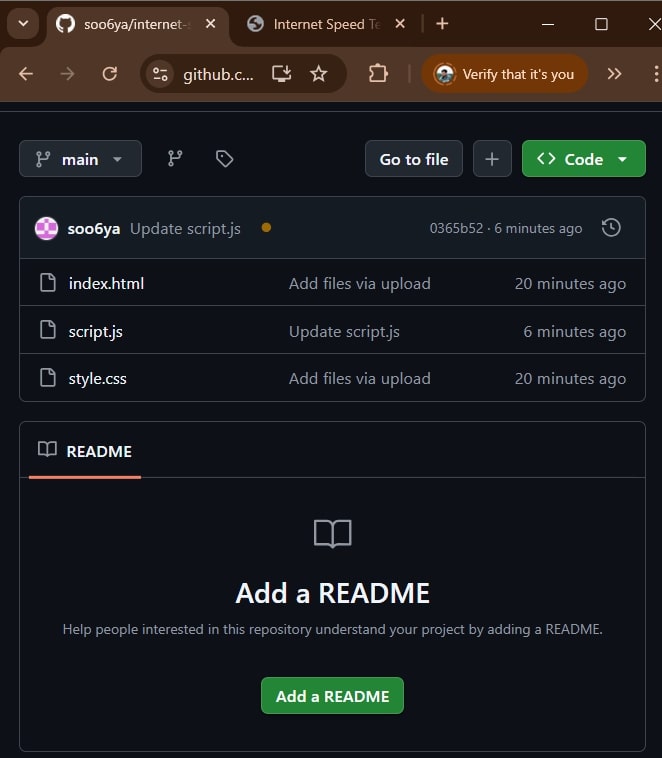 soo6ya/internet-s
Internet Speed Te
github.c...
Verify that it's you
main
Go to file
Code
soo6ya Update script.js 0365b52 · 6 minutes ago
index.html Add files via upload 20 minutes ago
script.js Update script.js 6 minutes ago
style.css Add files via upload 20 minutes ago
README
Add a README
Help people interested in this repository understand your project by adding a README.
Add a README